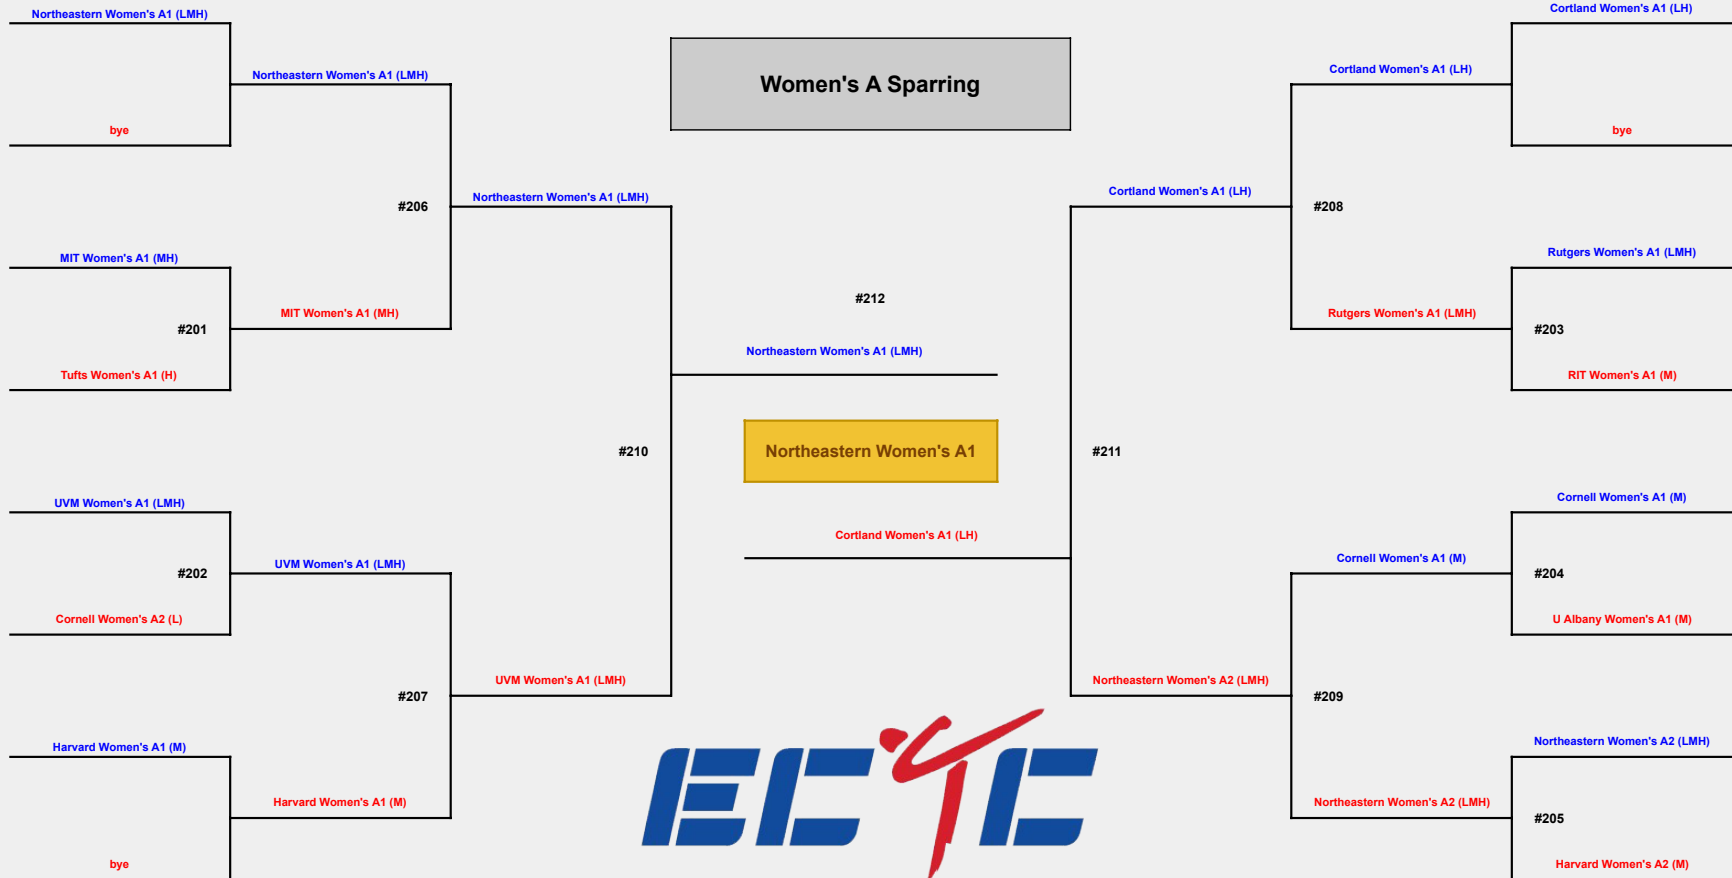 Northeastern Women's A1 (LMH)
Cortland Women's A1 (LH)
Women's A Sparring
Northeastern Women's A1 (LMH)
Cortland Women's A1 (LH)
bye
bye
#206
Northeastern Women's A1 (LMH)
Cortland Women's A1 (LH)
#208
MIT Women's A1 (MH)
Rutgers Women's A1 (LMH)
#212
#201
MIT Women's A1 (MH)
Rutgers Women's A1 (LMH)
#203
Northeastern Women's A1 (LMH)
Tufts Women's A1 (H)
RIT Women's A1 (M)
#210
Northeastern Women's A1
#211
UVM Women's A1 (LMH)
Cornell Women's A1 (M)
Cortland Women's A1 (LH)
#202
UVM Women's A1 (LMH)
Cornell Women's A1 (M)
#204
Cornell Women's A2 (L)
U Albany Women's A1 (M)
#207
UVM Women's A1 (LMH)
Northeastern Women's A2 (LMH)
#209
Harvard Women's A1 (M)
Northeastern Women's A2 (LMH)
Harvard Women's A1 (M)
Northeastern Women's A2 (LMH)
#205
ECTC
bye
Harvard Women's A2 (M)